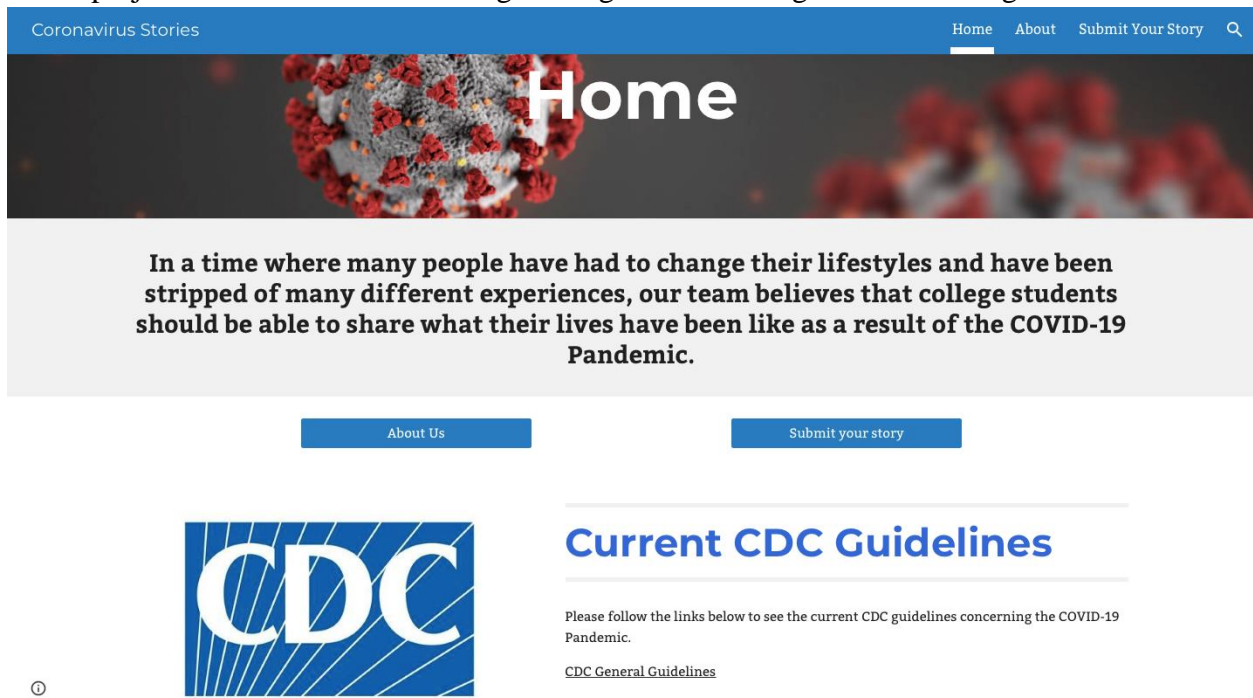 Coronavirus Stories
Home About Submit Your Story
Home
In a time where many people have had to change their lifestyles and have been
stripped of many different experiences, our team believes that college students
should be able to share what their lives have been like as a result of the COVID-19
Pandemic.
About Us
Submit your story
CDC
Current CDC Guidelines
Please follow the links below to see the current CDC guidelines concerning the COVID-19
Pandemic.
CDC General Guidelines